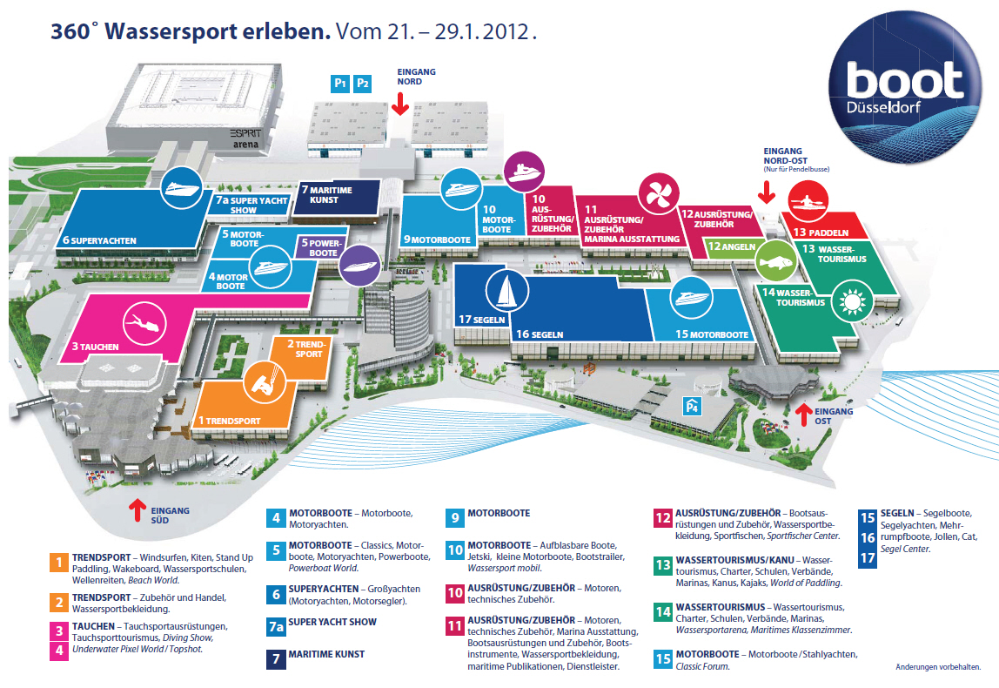 360° Wassersport erleben. Vom 21. – 29.1. 2012.
boot
Düsseldorf
P1 P2
EINGANG
NORD
ESPRIT
arena
EINGANG
NORD-OST
(Nur für Pendelbusse)
6 SUPERYACHTEN
7a SUPER YACHT
SHOW
7 MARITIME
KUNST
5 MOTOR-
BOOTE
5 POWER-
BOOTE
4 MOTOR
BOOTE
3 TAUCHEN
2 TREND-
SPORT
1 TRENDSPORT
9 MOTORBOOTE
10
MOTOR-
BOOTE
10
AUS-
RÜSTUNG/
ZUBEHÖR
11
AUSRÜSTUNG/
ZUBEHÖR
MARINA AUSSTATTUNG
12 AUSRÜSTUNG/
ZUBEHÖR
12 ANGELN
13 PADDELN
13 WASSER-
TOURISMUS
14 WASSER-
TOURISMUS
17 SEGELN
16 SEGELN
15 MOTORBOOTE
P4
EINGANG
OST
EINGANG
SÜD
1 TRENDSPORT – Windsurfen, Kiten, Stand Up
Paddling, Wakeboard, Wassersportschulen,
Wellenreiten, Beach World.
2 TRENDSPORT – Zubehör und Handel,
Wassersportbekleidung.
3 TAUCHEN – Tauchsportausrüstungen,
Tauchsporttourismus, Diving Show,
4 Underwater Pixel World / Topshot.
4 MOTORBOOTE – Motorboote,
Motoryachten.
5 MOTORBOOTE – Classics, Motor-
boote, Motoryachten, Powerboote,
Powerboat World.
6 SUPERYACHTEN – Großyachten
(Motoryachten, Motorsegler).
7a SUPER YACHT SHOW
7 MARITIME KUNST
9 MOTORBOOTE
10 MOTORBOOTE – Aufblasbare Boote,
Jetski, kleine Motorboote, Bootstrailer,
Wassersport mobil.
10 AUSRÜSTUNG/ZUBEHÖR – Motoren,
technisches Zubehör.
11 AUSRÜSTUNG/ZUBEHÖR – Motoren,
technisches Zubehör, Marina Ausstattung,
Bootsausrüstungen und Zubehör, Boots-
instrumente, Wassersportbekleidung,
maritime Publikationen, Dienstleister.
12 AUSRÜSTUNG/ZUBEHÖR – Bootsaus-
rüstungen und Zubehör, Wassersportbe-
kleidung, Sportfischen, Sportfischer Center.
13 WASSERTOURISMUS/KANU – Wasser-
tourismus, Charter, Schulen, Verbände,
Marinas, Kanus, Kajaks, World of Paddling.
14 WASSERTOURISMUS – Wassertourismus,
Charter, Schulen, Verbände, Marinas,
Wassersportarena, Maritimes Klassenzimmer.
15 MOTORBOOTE – Motorboote / Stahlyachten,
Classic Forum.
15 SEGELN – Segelboote,
Segelyachten, Mehr-
16 rumpfboote, Jollen, Cat,
Segel Center.
17
Änderungen vorbehalten.